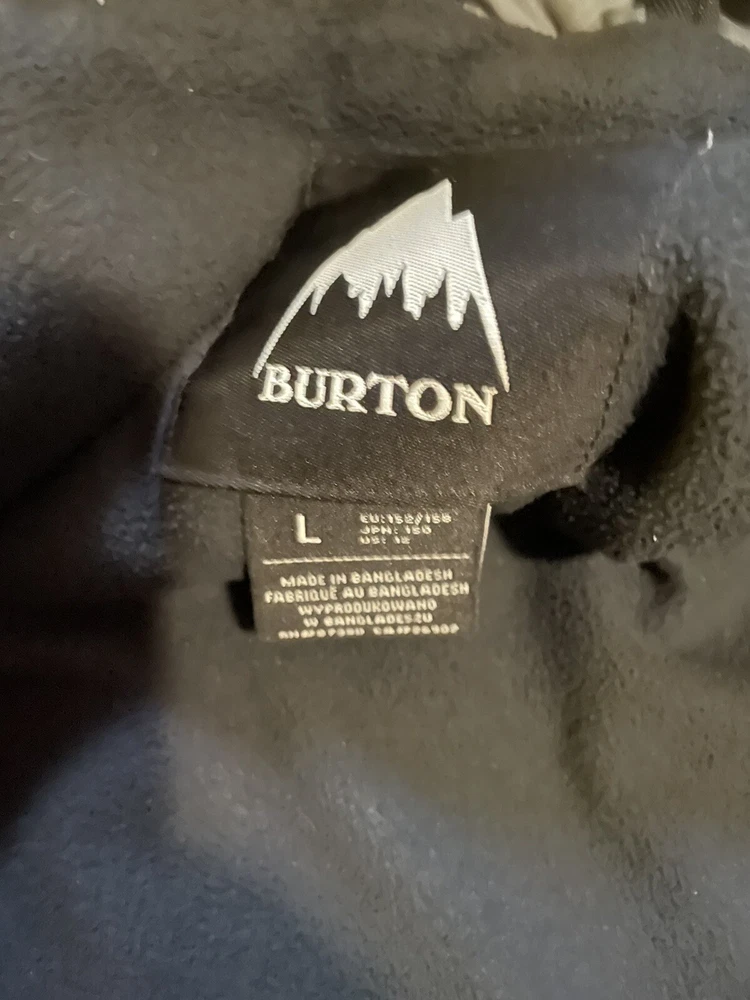 BURTON
L
EU: 152/158
JPN: 150
US: 12
MADE IN BANGLADESH
FABRIQUÉ AU BANGLADESH
WYPRODUKOWANO
W BANGLADESZU